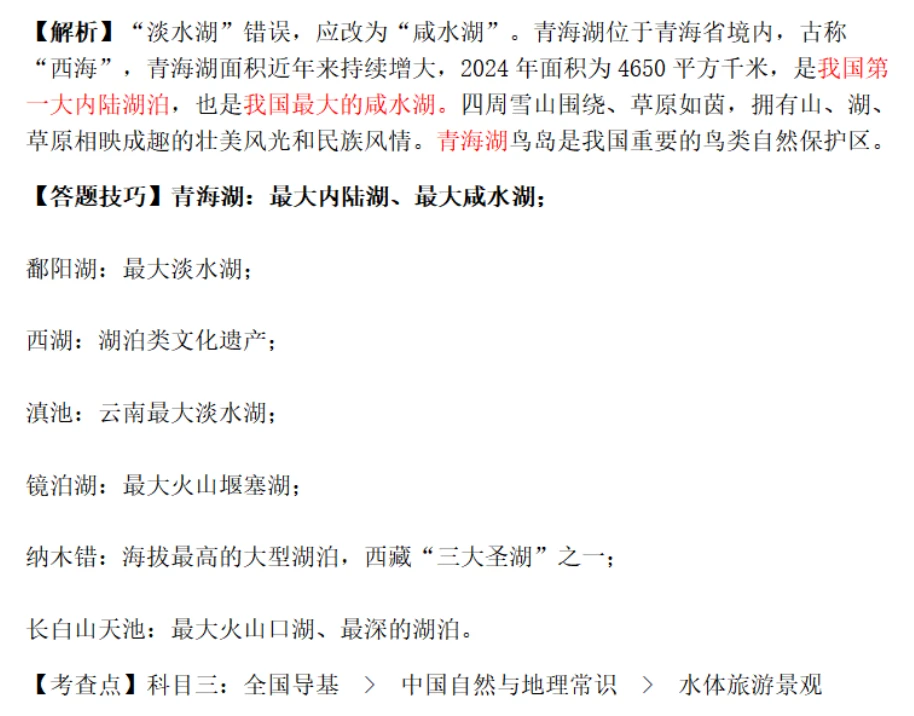 【解析】“淡水湖”错误，应改为“咸水湖”。青海湖位于青海省境内，古称
“西海”，青海湖面积近年来持续增大，2024 年面积为 4650 平方千米，是我国第
一大内陆湖泊，也是我国最大的咸水湖。四周雪山围绕、草原如茵，拥有山、湖、
草原相映成趣的壮美风光和民族风情。青海湖鸟岛是我国重要的鸟类自然保护区。
【答题技巧】青海湖：最大内陆湖、最大咸水湖；
鄱阳湖：最大淡水湖；
西湖：湖泊类文化遗产；
滇池：云南最大淡水湖；
镜泊湖：最大火山堰塞湖；
纳木错：海拔最高的大型湖泊，西藏“三大圣湖”之一；
长白山天池：最大火山口湖、最深的湖泊。
【考查点】科目三：全国导基 > 中国自然与地理常识 > 水体旅游景观